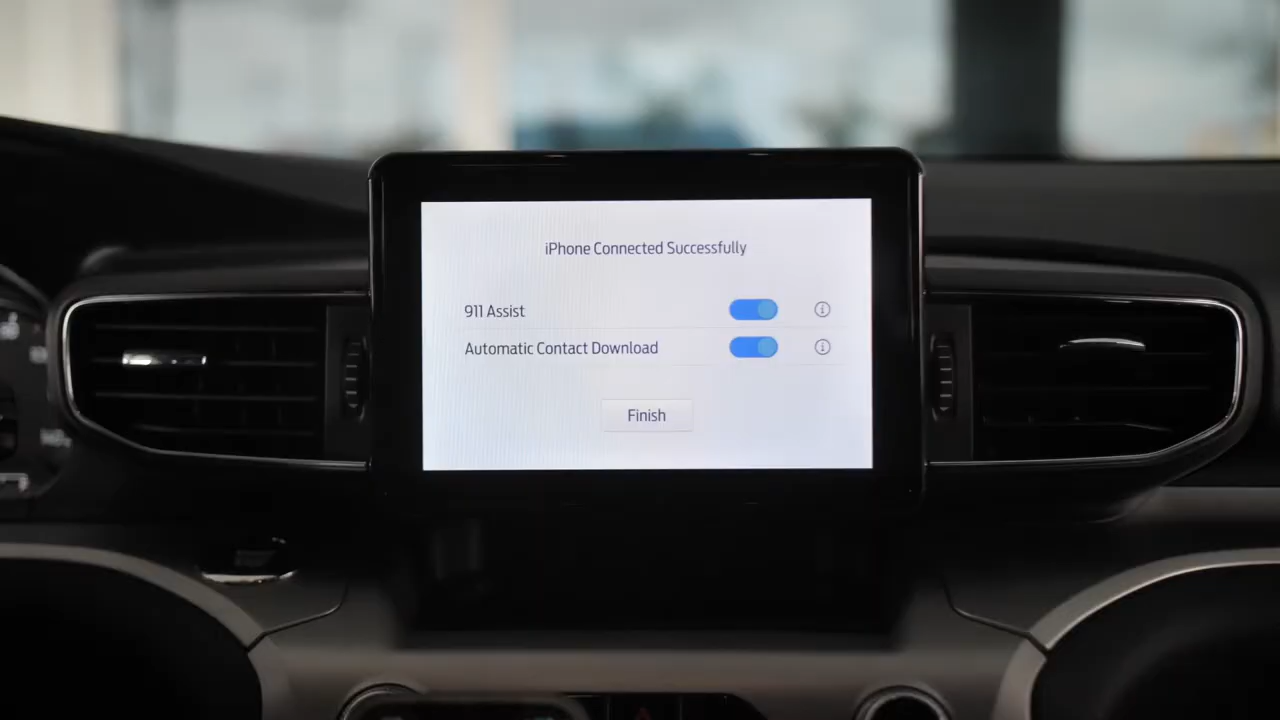 iPhone Connected Successfully
911 Assist
Automatic Contact Download
Finish